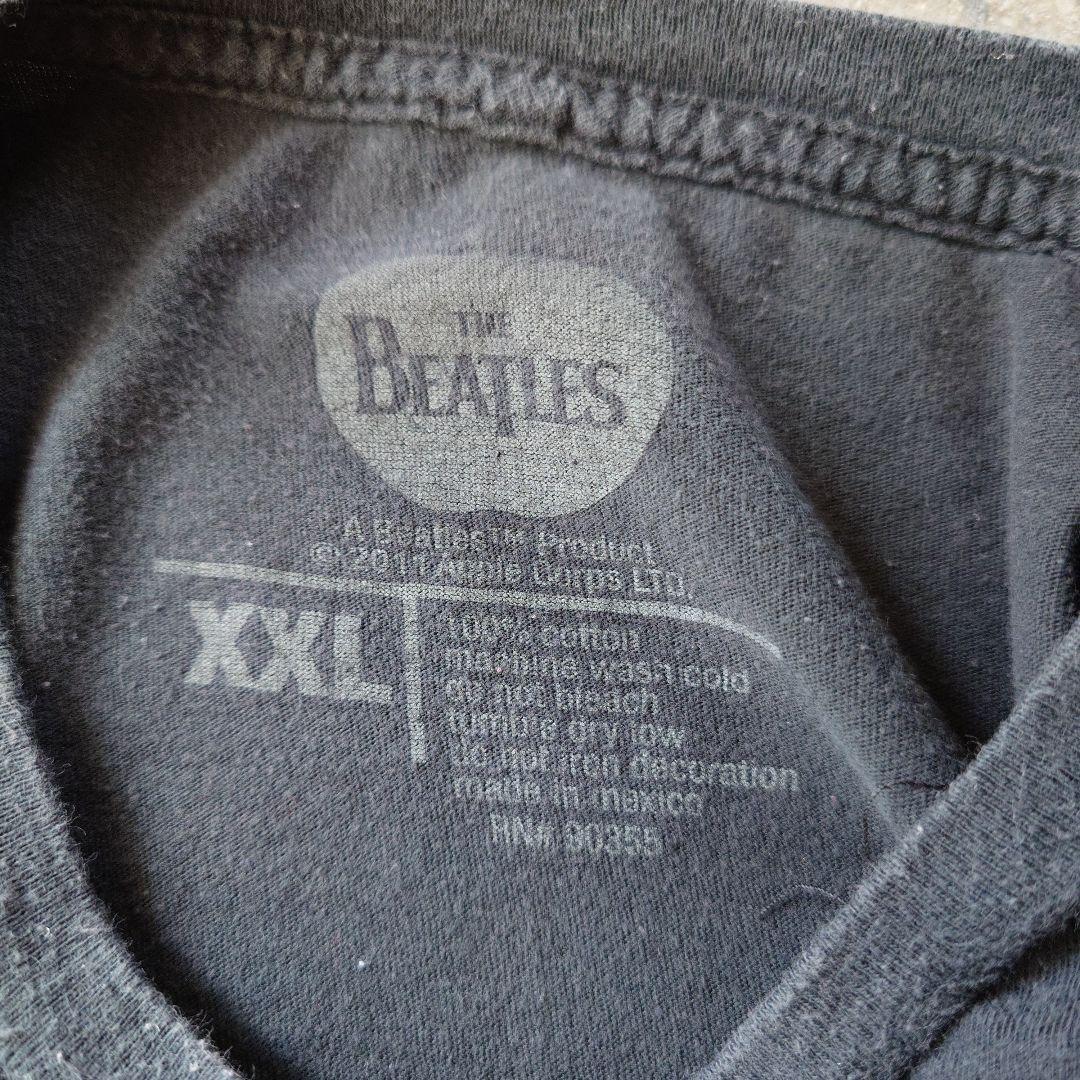 THE
BEATLES
A Beatles™ Product
© 2011 Apple Corps LTD.
XXL
100% cotton
machine wash cold
do not bleach
tumble dry low
do not iron decoration
made in mexico
RN# 90355